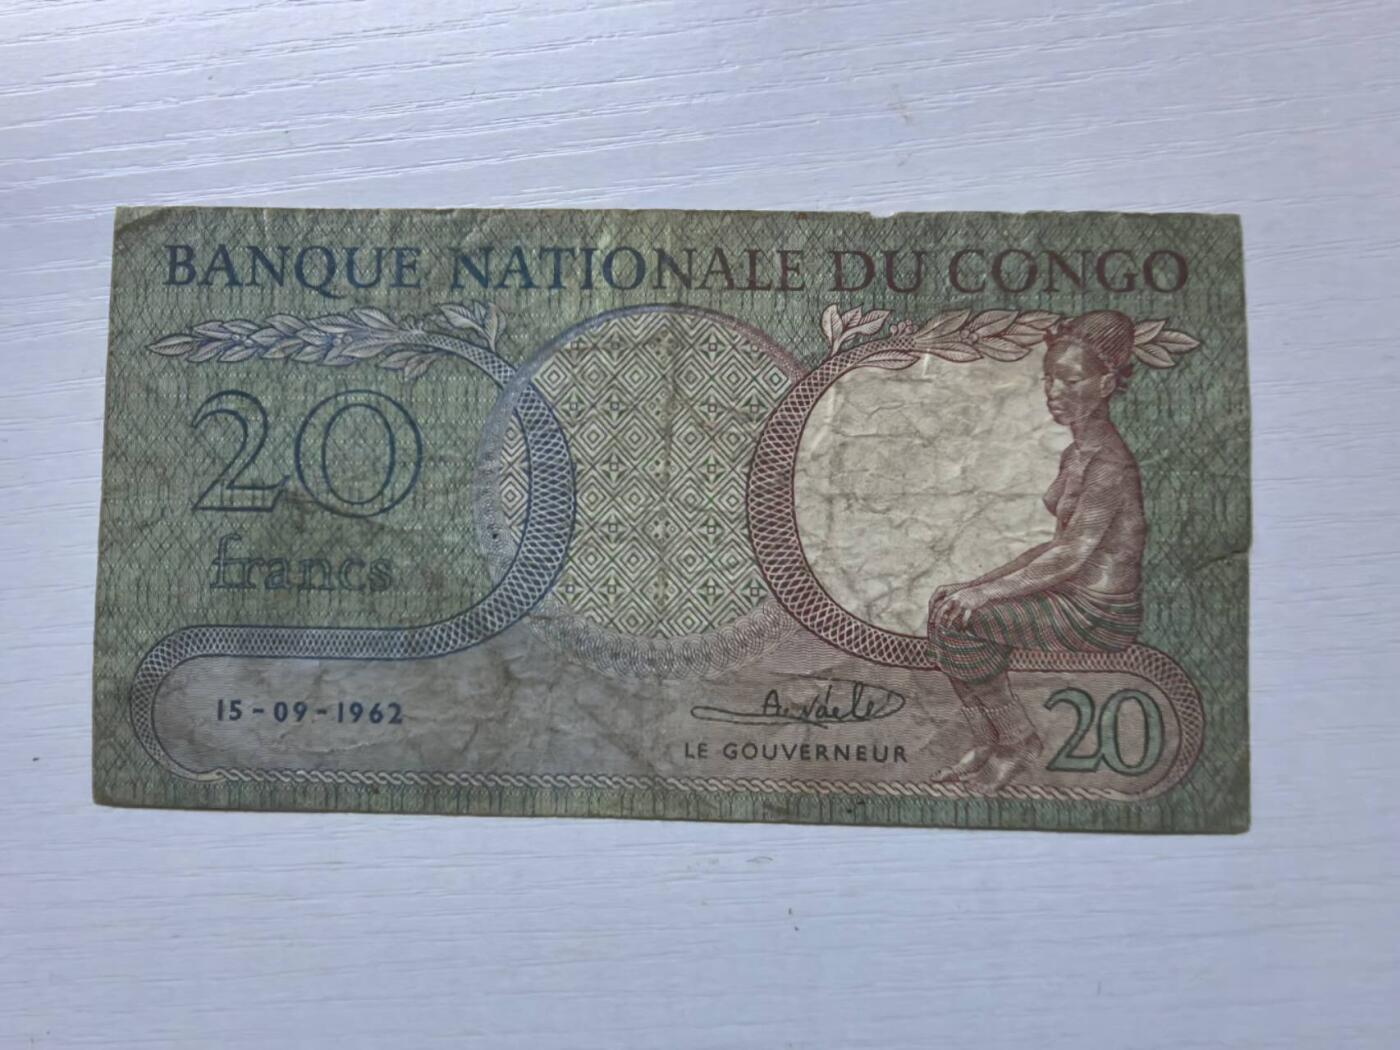 BANQUE NATIONALE DU CONGO
20
francs
15-09-1962
LE GOUVERNEUR
20